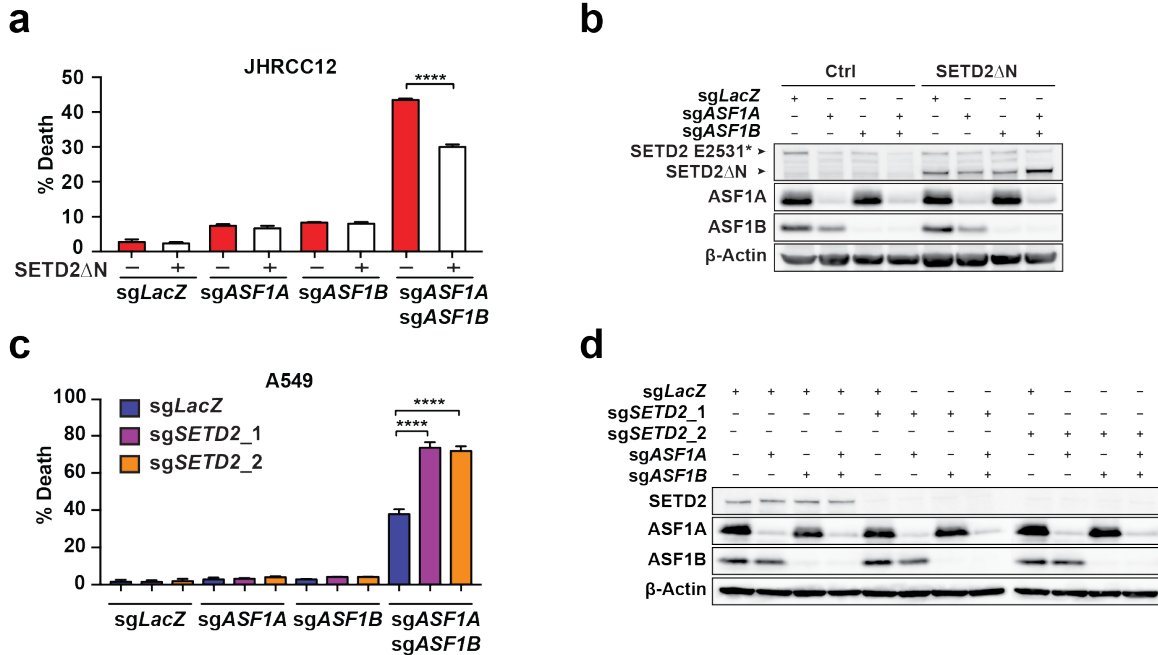 a
JHRCC12
50
40
30
20
10
0
% Death
****
SETD2ΔN − + − + − + − +
sgLacZ sgASF1A sgASF1B sgASF1A
sgASF1B
b
Ctrl SETD2ΔN
sgLacZ + − − − + − − −
sgASF1A − + − + − + − +
sgASF1B − − + + − − + +
SETD2 E2531* ➤
SETD2ΔN ➤
ASF1A
ASF1B
β-Actin
c
A549
100
80
60
40
20
0
% Death
sgLacZ
sgSETD2_1
sgSETD2_2
****
****
sgLacZ sgASF1A sgASF1B sgASF1A
sgASF1B
d
sgLacZ + + + + + − − − + − − −
sgSETD2_1 − − − − + + + + − − − −
sgSETD2_2 − − − − − − − − + + + +
sgASF1A − + − + − + − + − + − +
sgASF1B − − + + − − + + − − + +
SETD2
ASF1A
ASF1B
β-Actin